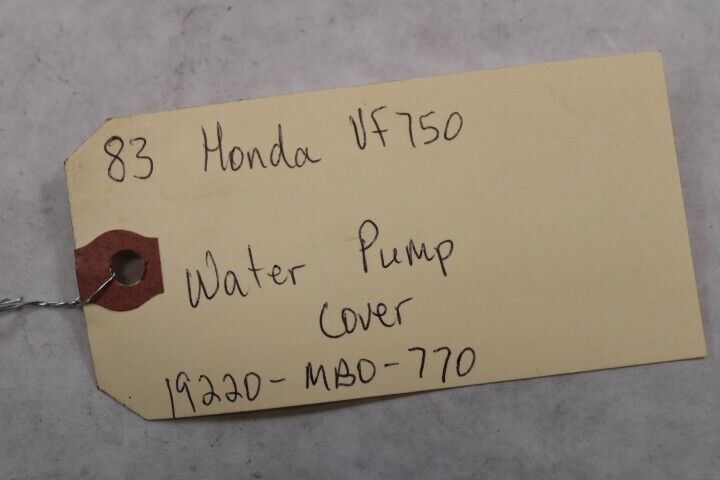 83 Honda VF750
Water Pump
Cover
19220-MB0-770